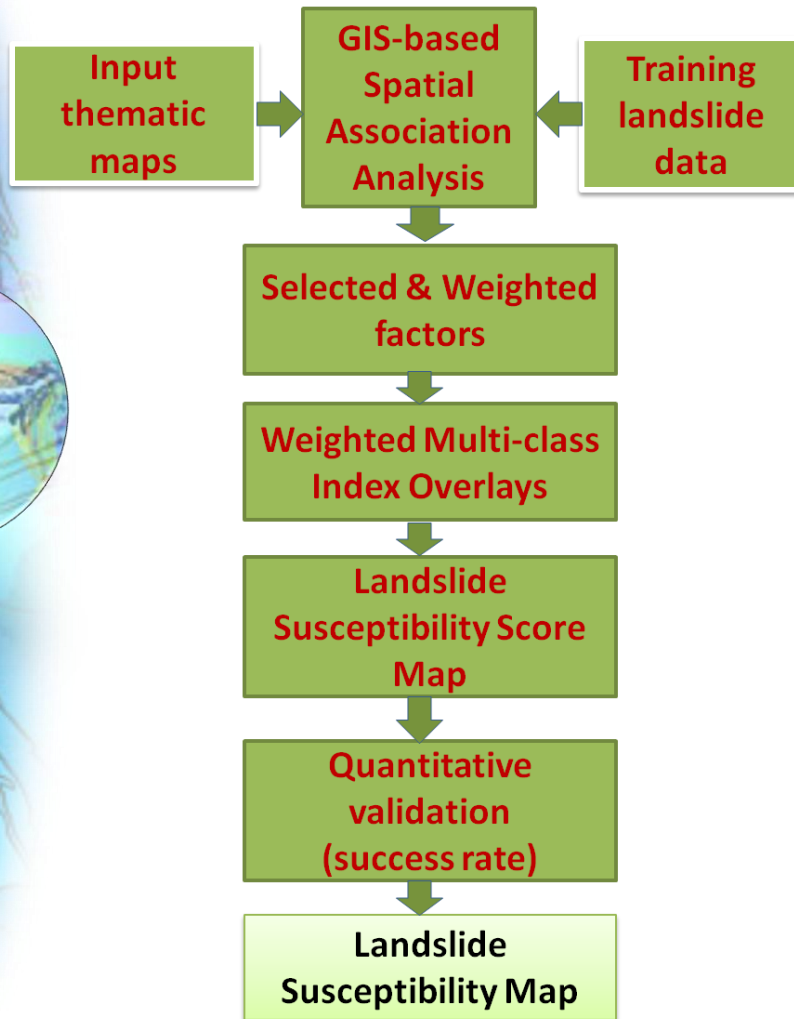 Input
thematic
maps
GIS-based
Spatial
Association
Analysis
Training
landslide
data
Selected & Weighted
factors
Weighted Multi-class
Index Overlays
Landslide
Susceptibility Score
Map
Quantitative
validation
(success rate)
Landslide
Susceptibility Map